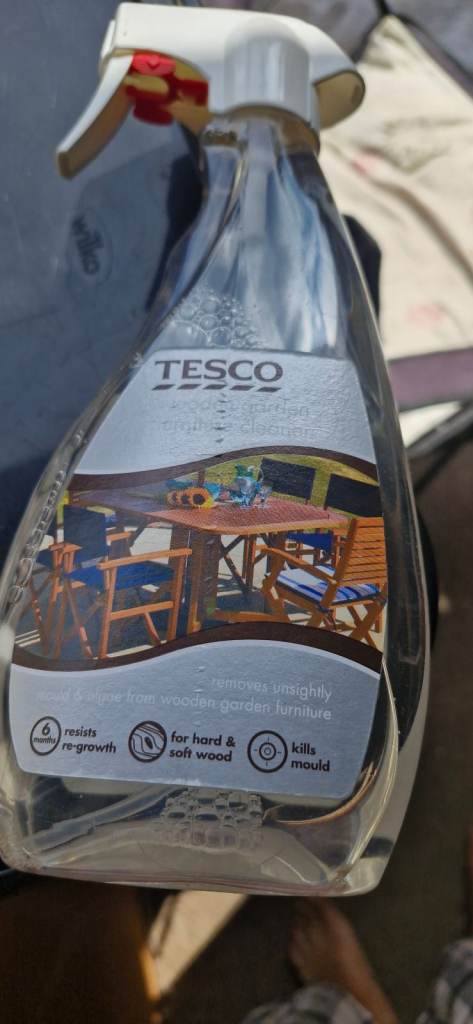 wilko
TESCO
wooden garden
furniture cleaner
removes unsightly
mould & algae from wooden garden furniture
6
months
resists
re-growth
for hard &
soft wood
kills
mould